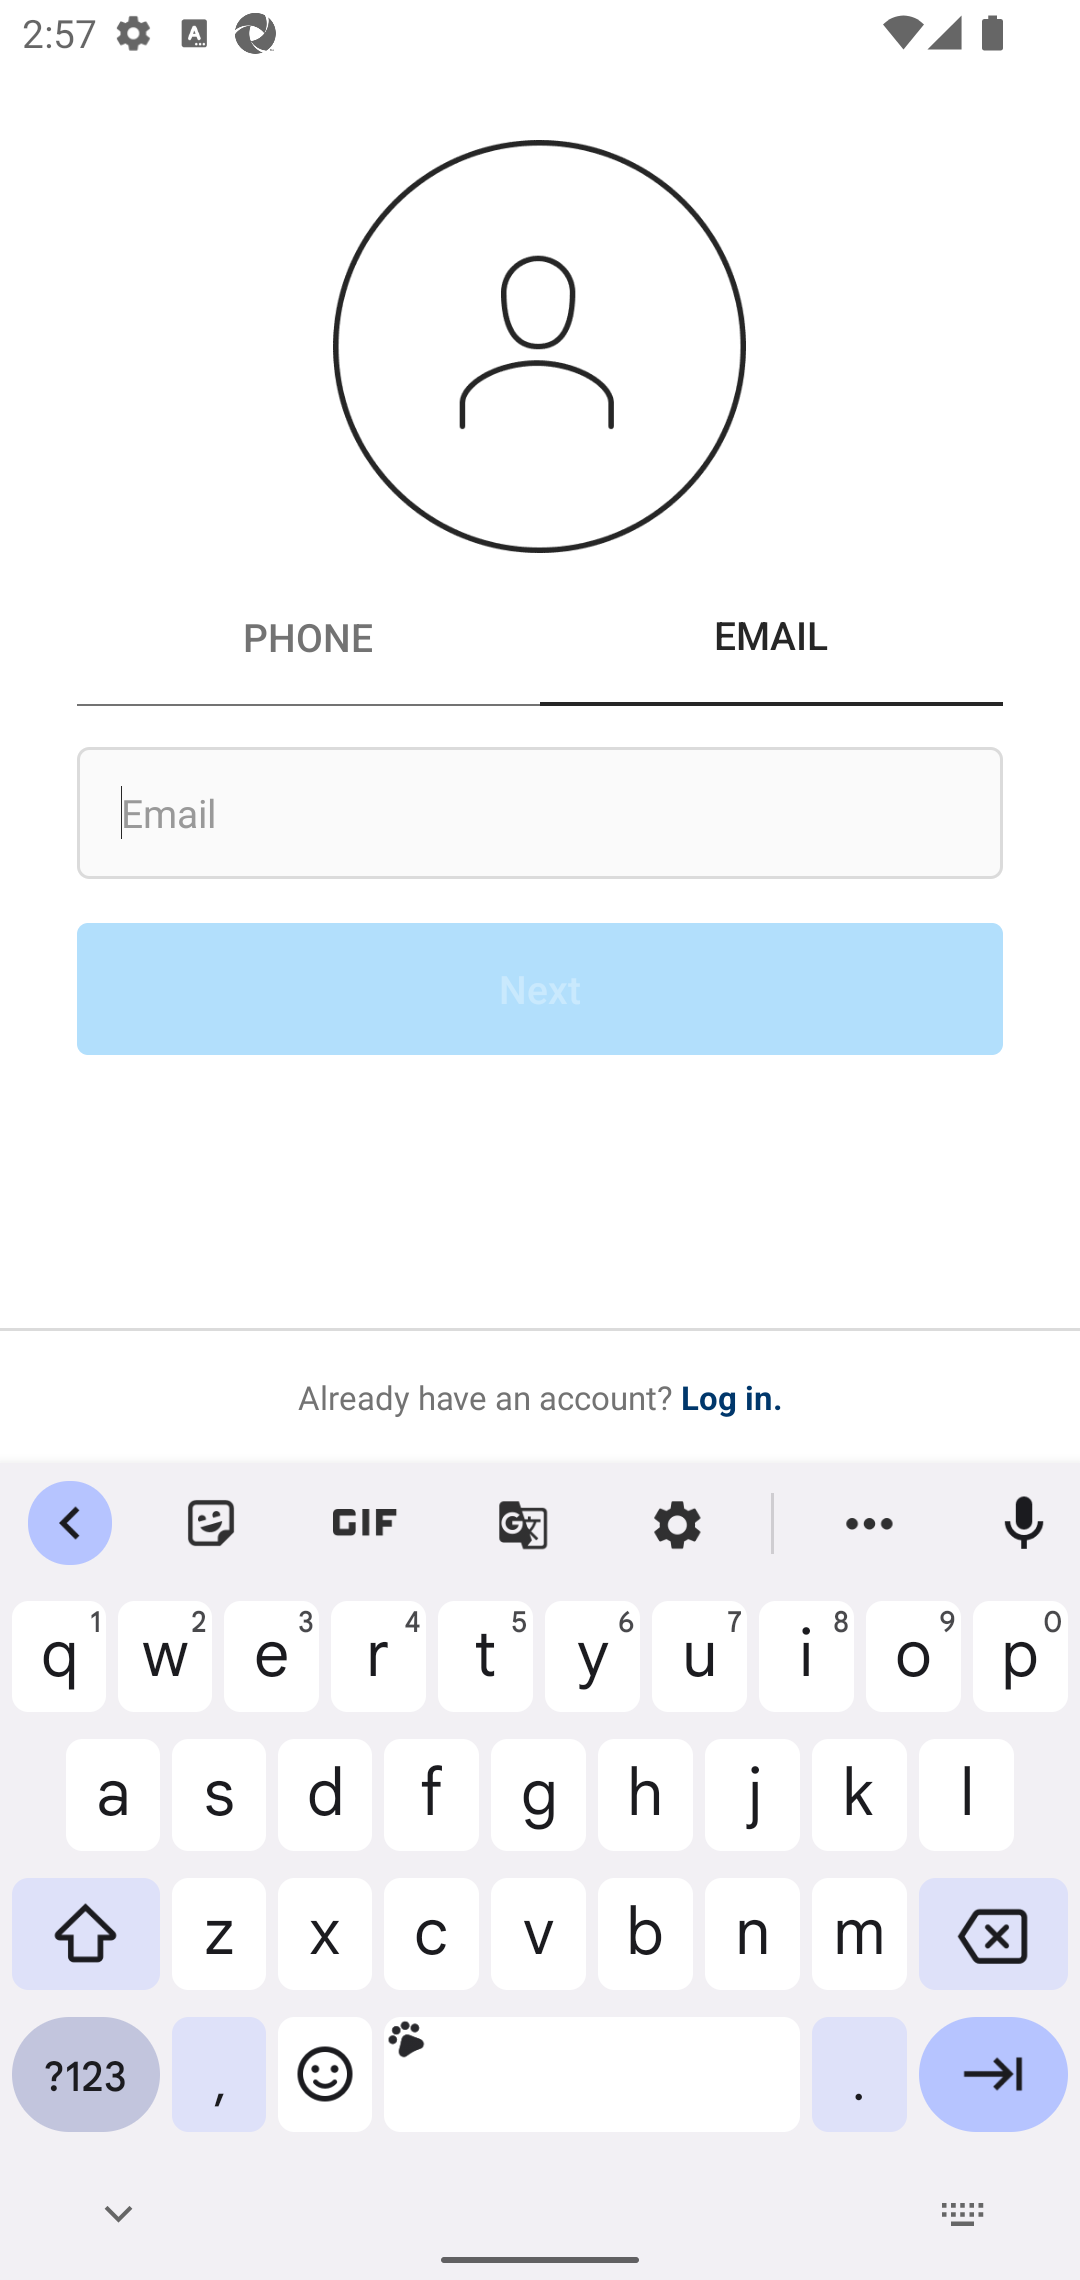 2:57
PHONE EMAIL
Email
Next
Already have an account? Log in.
GIF
q 1 w 2 e 3 r 4 t 5 y 6 u 7 i 8 o 9 p 0
a s d f g h j k l
z x c v b n m
?123 , .